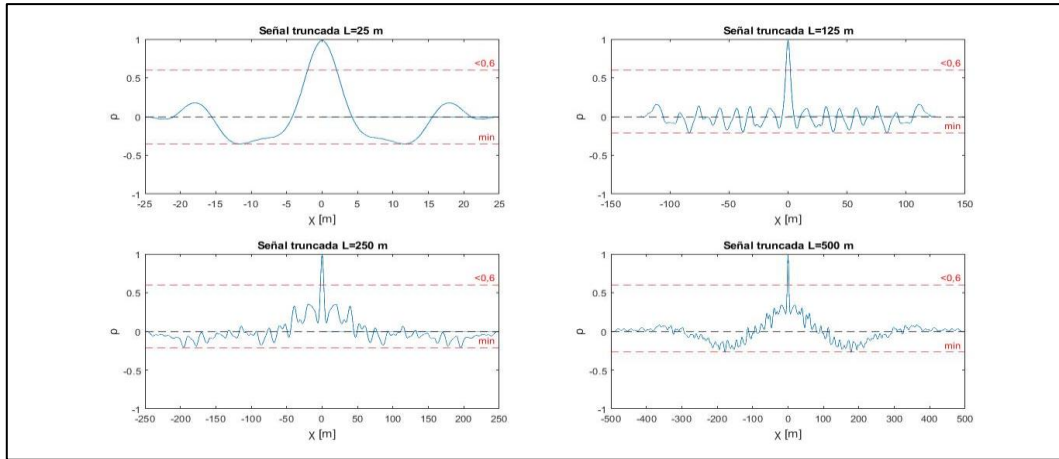 Señal truncada L=25 m
1
<0,6
0.5
ρ
0
min
-0.5
-1
-25 -20 -15 -10 -5 0 5 10 15 20 25
χ [m]
Señal truncada L=125 m
1
<0,6
0.5
ρ
0
min
-0.5
-1
-150 -100 -50 0 50 100 150
χ [m]
Señal truncada L=250 m
1
<0,6
0.5
ρ
0
min
-0.5
-1
-250 -200 -150 -100 -50 0 50 100 150 200 250
χ [m]
Señal truncada L=500 m
1
<0,6
0.5
ρ
0
min
-0.5
-1
-500 -400 -300 -200 -100 0 100 200 300 400 500
χ [m]